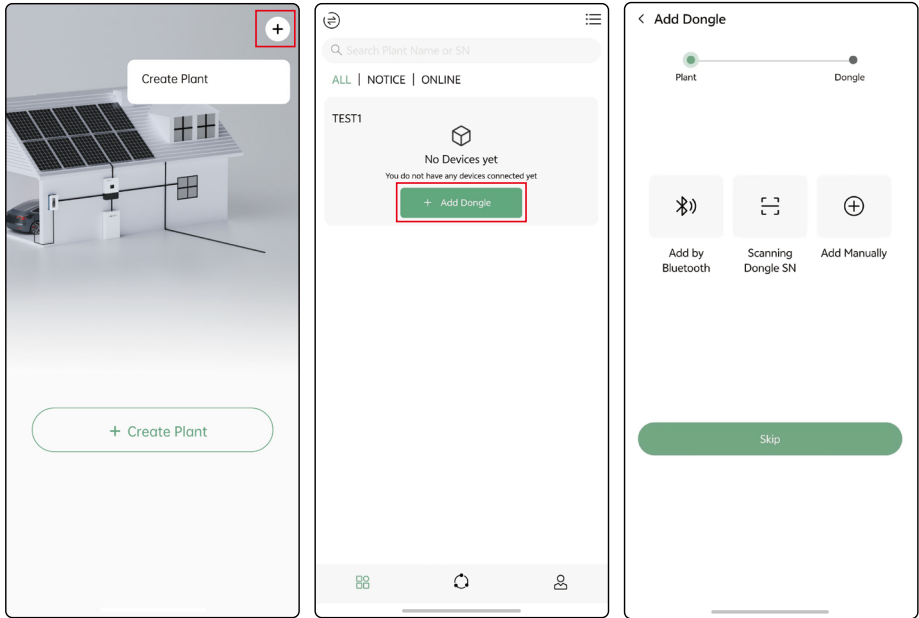 Create Plant
+ Create Plant
Search Plant Name or SN
ALL | NOTICE | ONLINE
TEST1
No Devices yet
You do not have any devices connected yet
+ Add Dongle
< Add Dongle
Plant
Dongle
Add by
Bluetooth
Scanning
Dongle SN
Add Manually
Skip